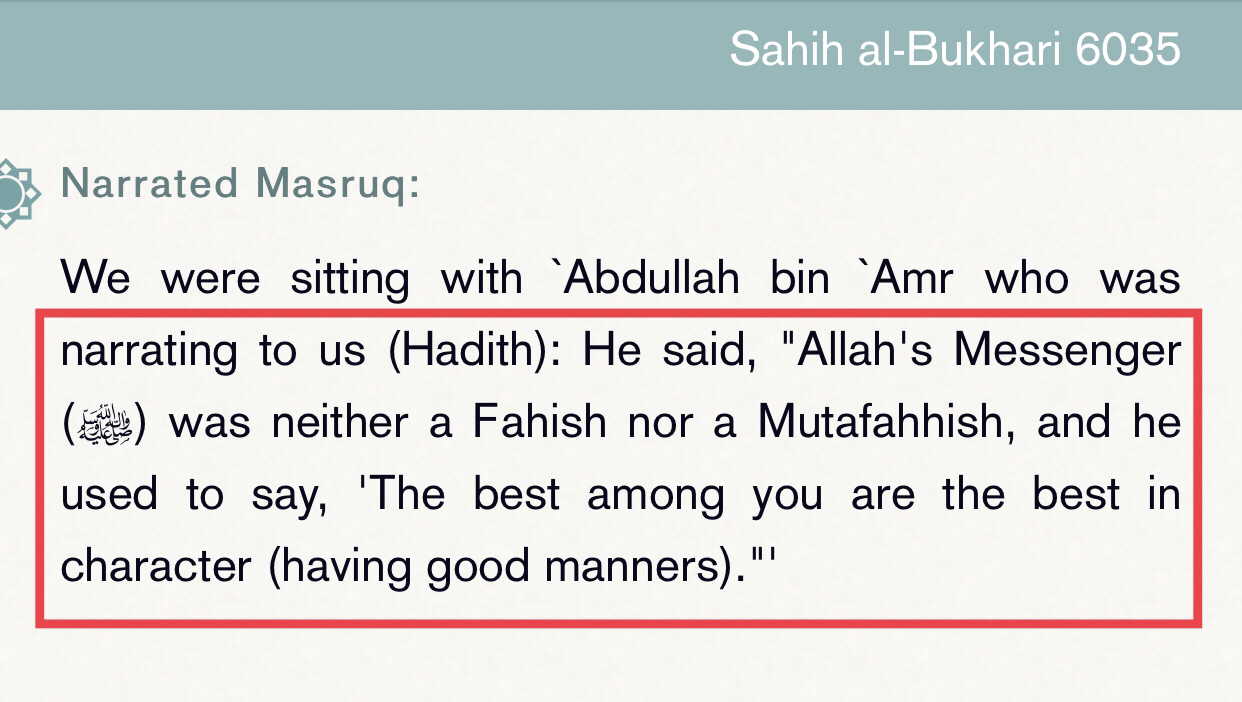 Sahih al-Bukhari 6035
Narrated Masruq:
We were sitting with `Abdullah bin `Amr who was
narrating to us (Hadith): He said, "Allah's Messenger
(ﷺ) was neither a Fahish nor a Mutafahhish, and he
used to say, 'The best among you are the best in
character (having good manners)."'